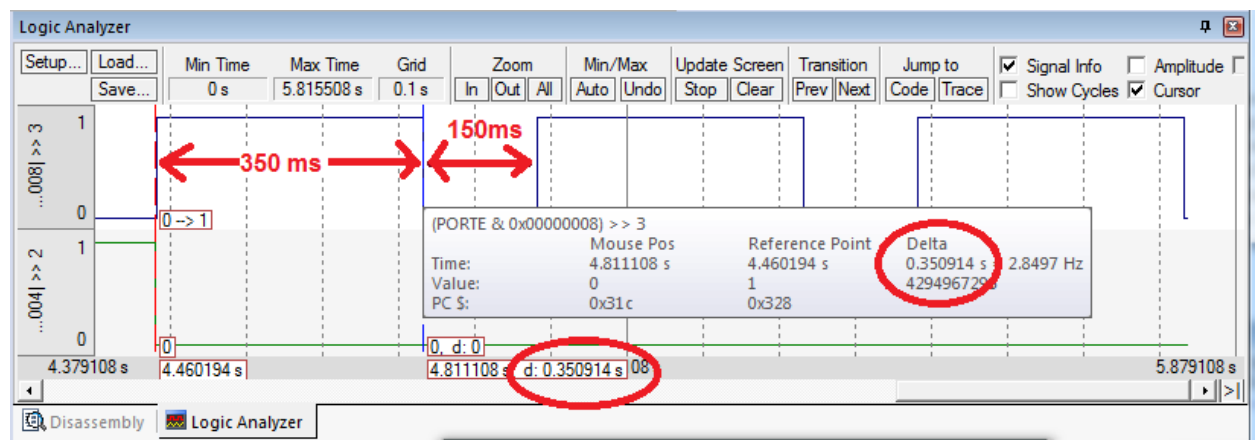 Logic Analyzer
Setup... Load... Min Time Max Time Grid Zoom Min/Max Update Screen Transition Jump to Signal Info Amplitude
Save... 0 s 5.815508 s 0.1 s In Out All Auto Undo Stop Clear Prev Next Code Trace Show Cycles Cursor
1
150ms
...008) >> 3
350 ms
0
0 --> 1
(PORTE & 0x00000008) >> 3
Mouse Pos Reference Point Delta
Time: 4.811108 s 4.460194 s 0.350914 s = 2.8497 Hz
Value: 0 1 4294967295
PC $: 0x31c 0x328
1
...004) >> 2
0
0
0, d: 0
4.379108 s 4.460194 s 4.811108 s, d: 0.350914 s 08 5.879108 s
Disassembly Logic Analyzer